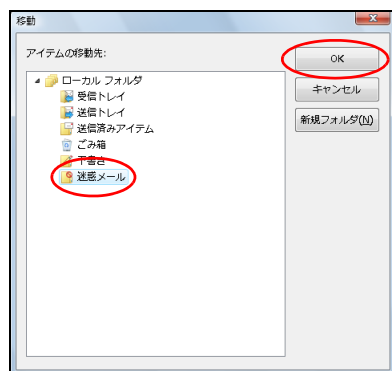 移動
アイテムの移動先:
ローカル フォルダ
受信トレイ
送信トレイ
送信済みアイテム
ごみ箱
下書き
迷惑メール
OK
キャンセル
新規フォルダ(N)